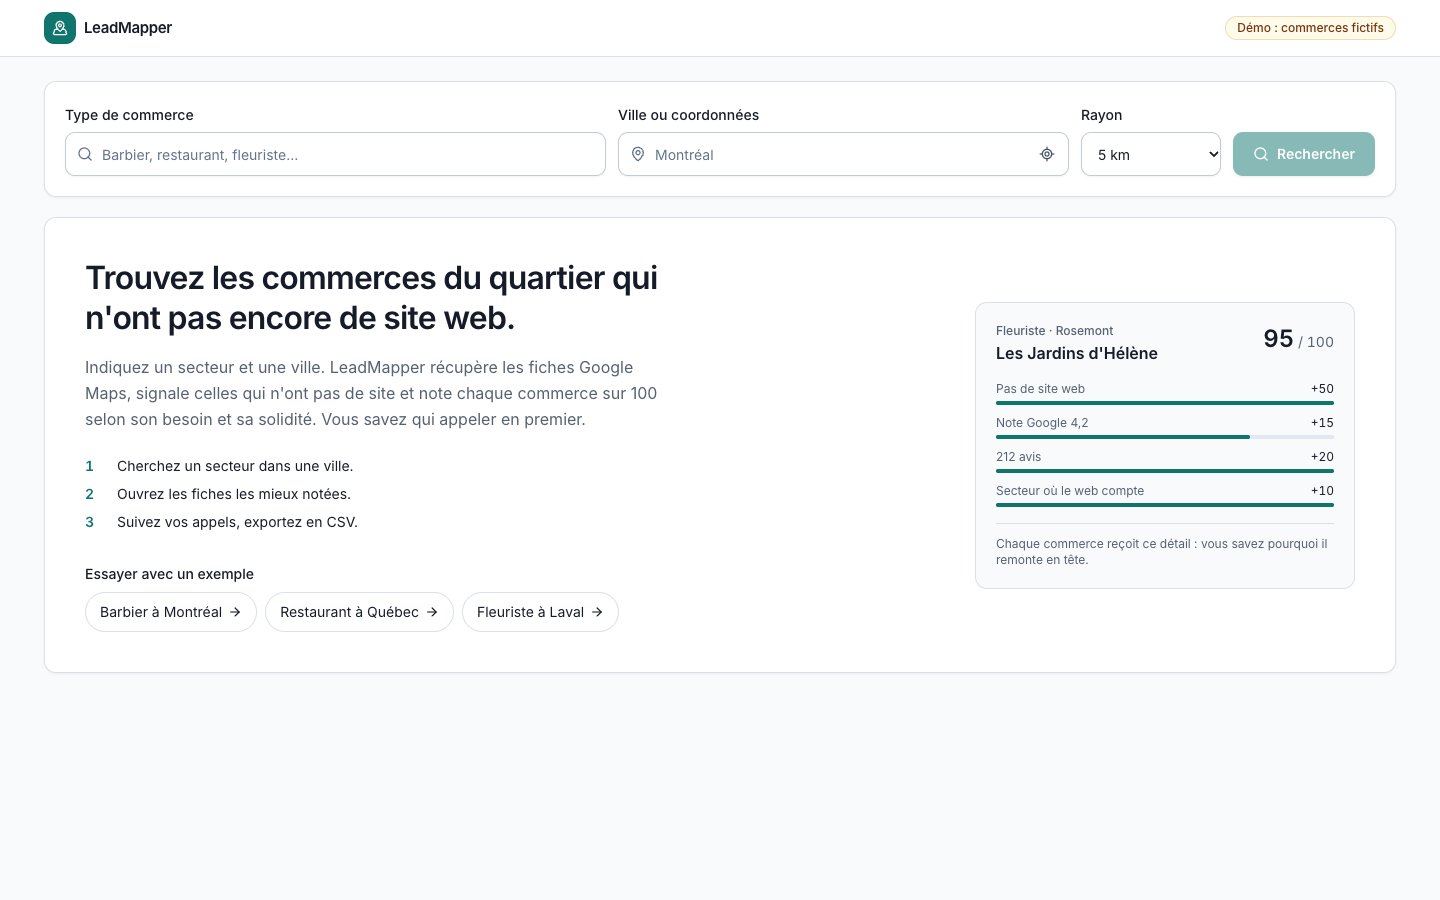 LeadMapper
Démo : commerces fictifs
Type de commerce
Ville ou coordonnées
Rayon
Barbier, restaurant, fleuriste...
Montréal
5 km
Rechercher
Trouvez les commerces du quartier qui
n'ont pas encore de site web.
Indiquez un secteur et une ville. LeadMapper récupère les fiches Google
Maps, signale celles qui n'ont pas de site et note chaque commerce sur 100
selon son besoin et sa solidité. Vous savez qui appeler en premier.
1 Cherchez un secteur dans une ville.
2 Ouvrez les fiches les mieux notées.
3 Suivez vos appels, exportez en CSV.
Essayer avec un exemple
Barbier à Montréal →
Restaurant à Québec →
Fleuriste à Laval →
Fleuriste · Rosemont
Les Jardins d'Hélène
95 / 100
Pas de site web +50
Note Google 4,2 +15
212 avis +20
Secteur où le web compte +10
Chaque commerce reçoit ce détail : vous savez pourquoi il
remonte en tête.